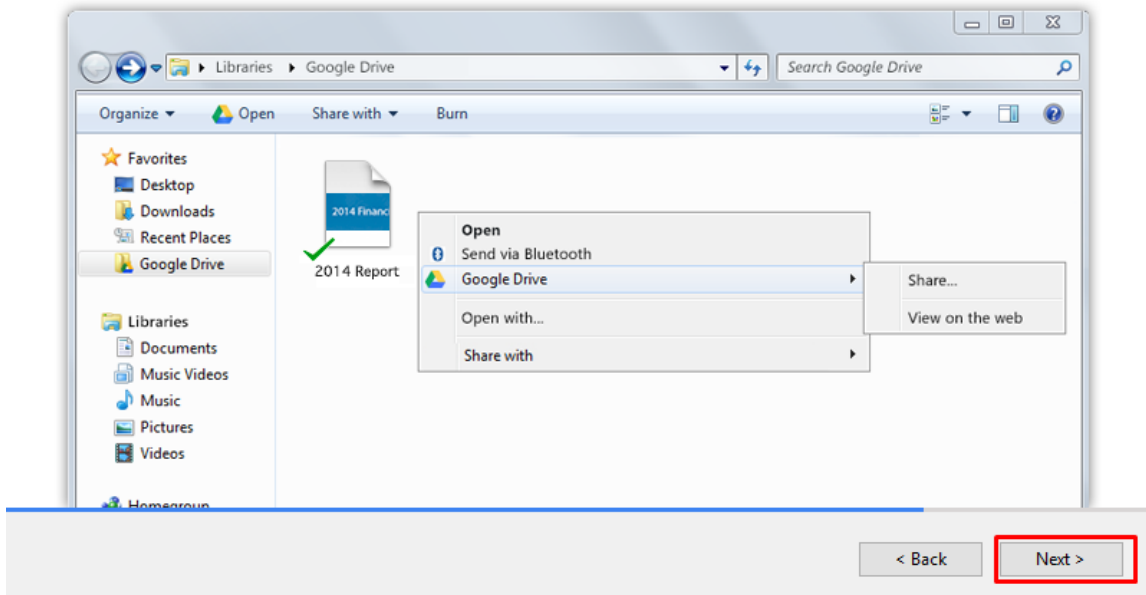 Libraries Google Drive
Search Google Drive
Organize Open Share with Burn
Favorites
Desktop
Downloads
Recent Places
Google Drive
Libraries
Documents
Music Videos
Music
Pictures
Videos
Homegroup
2014 Financ
2014 Report
Open
Send via Bluetooth
Google Drive
Open with...
Share with
Share...
View on the web
< Back
Next >